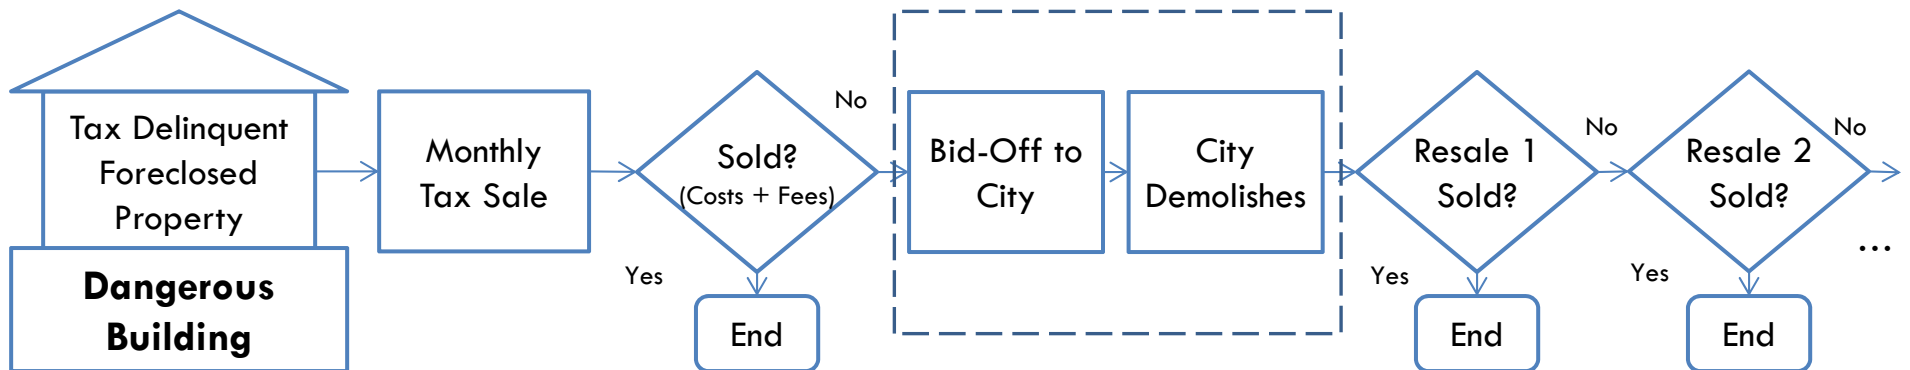 Tax Delinquent
Foreclosed
Property
Dangerous
Building
Monthly
Tax Sale
Sold?
(Costs + Fees)
No
Yes
End
Bid-Off to
City
City
Demolishes
Resale 1
Sold?
No
Yes
End
Resale 2
Sold?
No
Yes
End
...